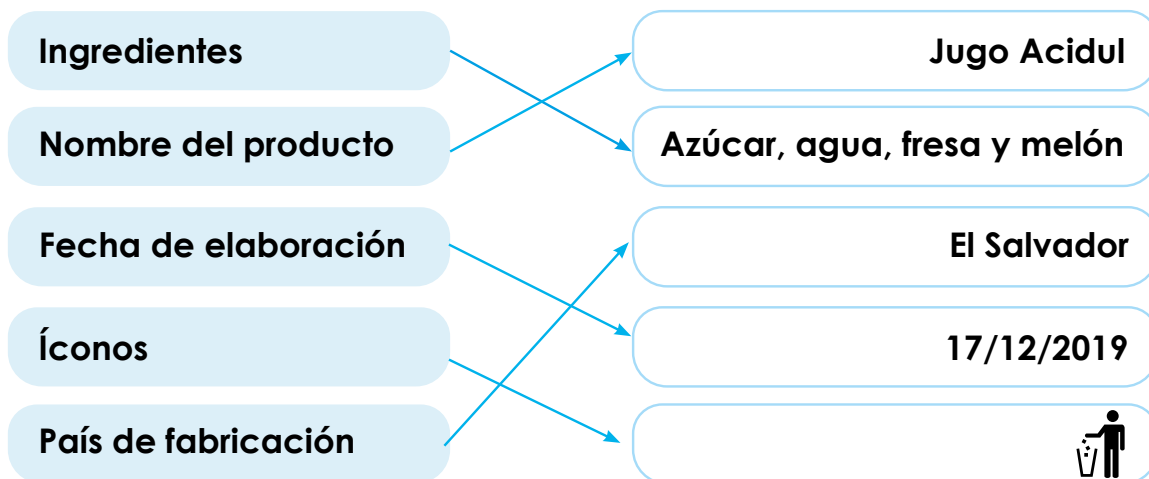 Ingredientes
Jugo Acidul
Nombre del producto
Azúcar, agua, fresa y melón
Fecha de elaboración
El Salvador
Íconos
17/12/2019
País de fabricación